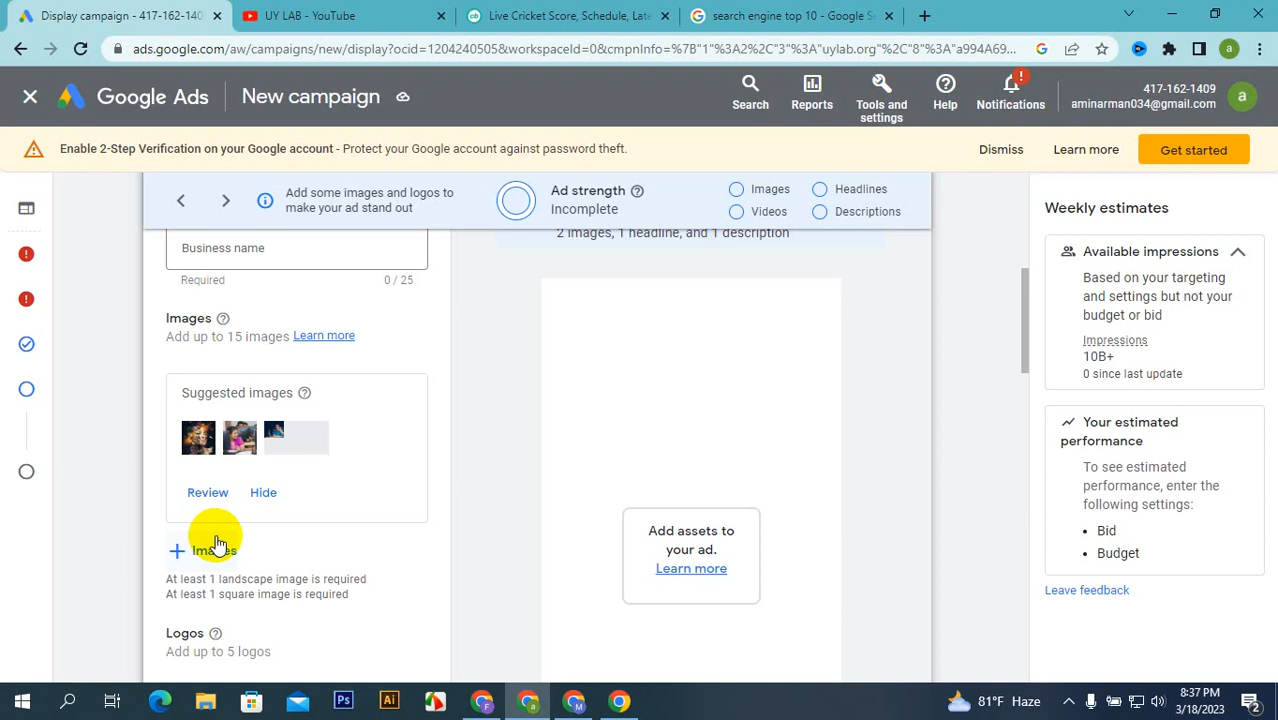 Display campaign - 417-162-140
UY LAB - YouTube
Live Cricket Score, Schedule, Late
search engine top 10 - Google Se
ads.google.com/aw/campaigns/new/display?ocid=1204240505&workspaceId=0&cmpnInfo=%7B"1"%3A2%2C"3"%3A"uylab.org"%2C"8"%3A"a994A69...
a
Google Ads
New campaign
Search
Reports
Tools and settings
Help
Notifications
417-162-1409
aminarman034@gmail.com
a
Enable 2-Step Verification on your Google account - Protect your Google account against password theft.
Dismiss
Learn more
Get started
Add some images and logos to
make your ad stand out
Ad strength
Incomplete
Images
Headlines
Videos
Descriptions
2 images, 1 headline, and 1 description
Business name
Required
0 / 25
Images
Add up to 15 images Learn more
Suggested images
Review
Hide
Images
At least 1 landscape image is required
At least 1 square image is required
Logos
Add up to 5 logos
Add assets to
your ad.
Learn more
Weekly estimates
Available impressions
Based on your targeting
and settings but not your
budget or bid
Impressions
10B+
0 since last update
Your estimated
performance
To see estimated
performance, enter the
following settings:
• Bid
• Budget
Leave feedback
Ps
Ai
F
a
M
81°F Haze
8:37 PM
3/18/2023
2